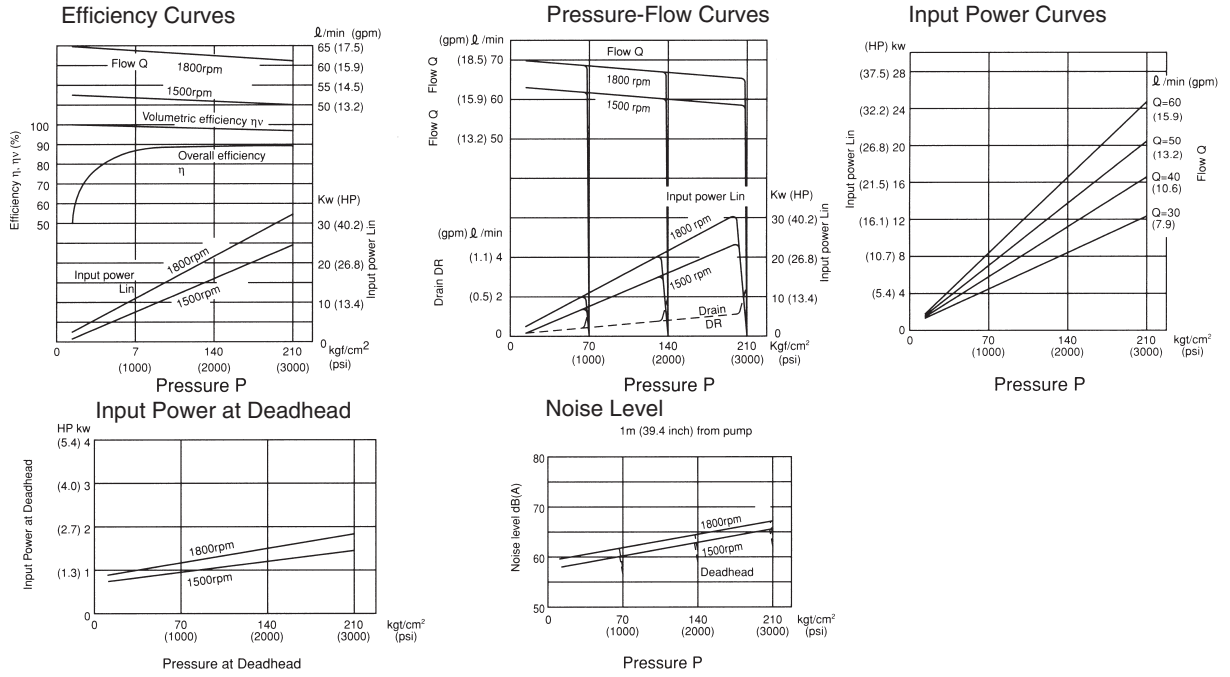 Efficiency Curves
ℓ/min (gpm)
65 (17.5)
60 (15.9)
55 (14.5)
50 (13.2)
Flow Q
1800rpm
1500rpm
Volumetric efficiency ηv
Overall efficiency
η
Efficiency η, ηv (%)
100
90
80
70
60
50
Kw (HP)
30 (40.2)
20 (26.8)
10 (13.4)
0
Input power Lin
Input power
Lin
1800rpm
1500rpm
0
7
(1000)
140
(2000)
210
(3000)
kgf/cm2
(psi)
Pressure P
Pressure-Flow Curves
(gpm) ℓ /min
(18.5) 70
(15.9) 60
(13.2) 50
Flow Q
Flow Q
Flow Q
1800 rpm
1500 rpm
Input power Lin
Kw (HP)
30 (40.2)
20 (26.8)
10 (13.4)
0
Input power Lin
(gpm) ℓ /min
(1.1) 4
(0.5) 2
0
Drain DR
1800 rpm
1500 rpm
Drain
DR
0
70
(1000)
140
(2000)
210
(3000)
kgf/cm2
(psi)
Pressure P
Input Power Curves
(HP) kw
(37.5) 28
(32.2) 24
(26.8) 20
(21.5) 16
(16.1) 12
(10.7) 8
(5.4) 4
0
Input power Lin
ℓ /min (gpm)
Q=60
(15.9)
Q=50
(13.2)
Q=40
(10.6)
Q=30
(7.9)
Flow Q
0
70
(1000)
140
(2000)
210
(3000)
kgt/cm2
(psi)
Pressure P
Input Power at Deadhead
HP kw
(5.4) 4
(4.0) 3
(2.7) 2
(1.3) 1
0
Input Power at Deadhead
1800rpm
1500rpm
0
70
(1000)
140
(2000)
210
(3000)
kgt/cm2
(psi)
Pressure at Deadhead
Noise Level
1m (39.4 inch) from pump
80
70
60
50
Noise level dB(A)
1800rpm
1500rpm
Deadhead
0
70
(1000)
140
(2000)
210
(3000)
kgt/cm2
(psi)
Pressure P